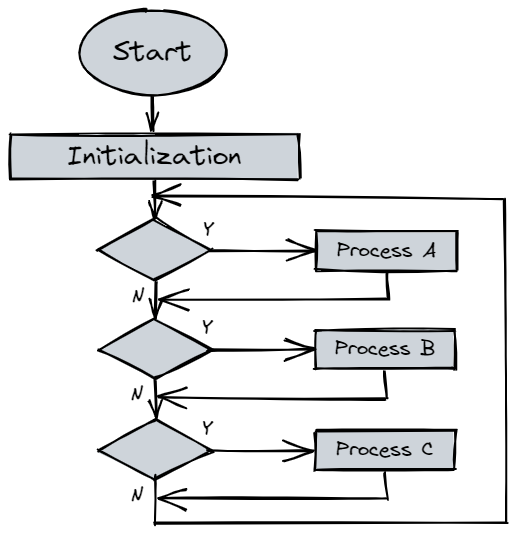 Start
Initialization
Y
Process A
N
Y
Process B
N
Y
Process C
N